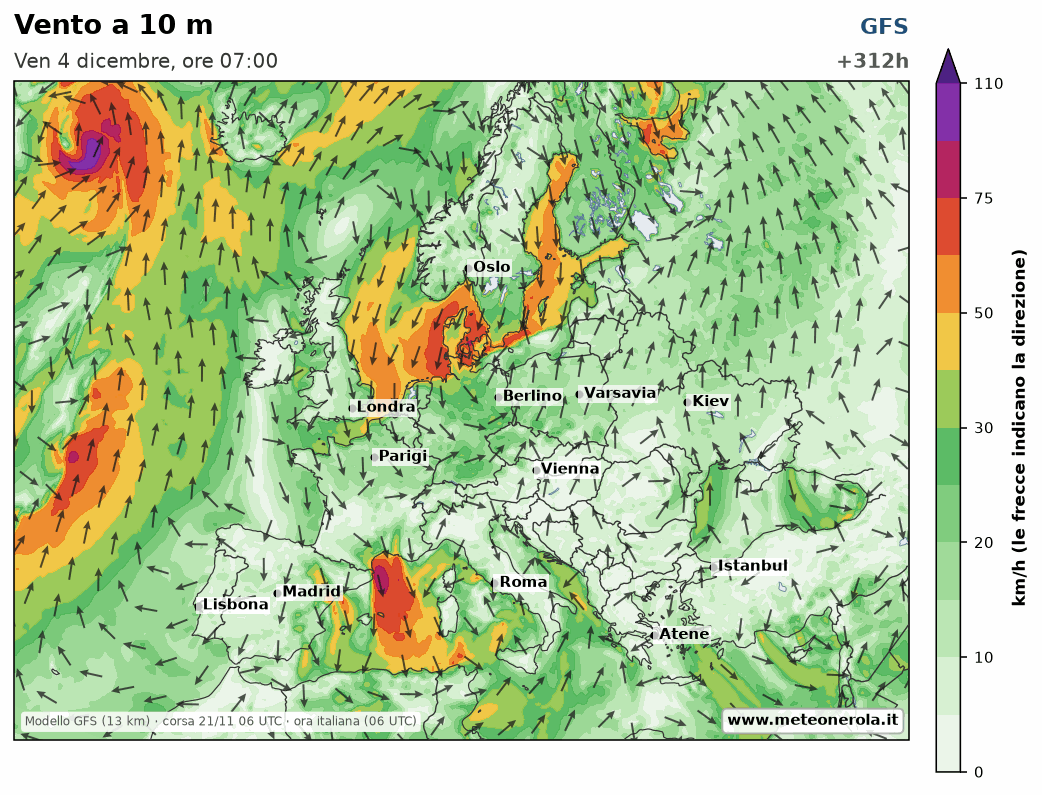 Vento a 10 m
GFS
Ven 4 dicembre, ore 07:00
+312h
110
75
50
30
20
10
0
km/h (le frecce indicano la direzione)
Oslo
Londra
Berlino
Varsavia
Kiev
Parigi
Vienna
Istanbul
Roma
Madrid
Lisbona
Atene
Modello GFS (13 km) · corsa 21/11 06 UTC · ora italiana (06 UTC)
www.meteonerola.it